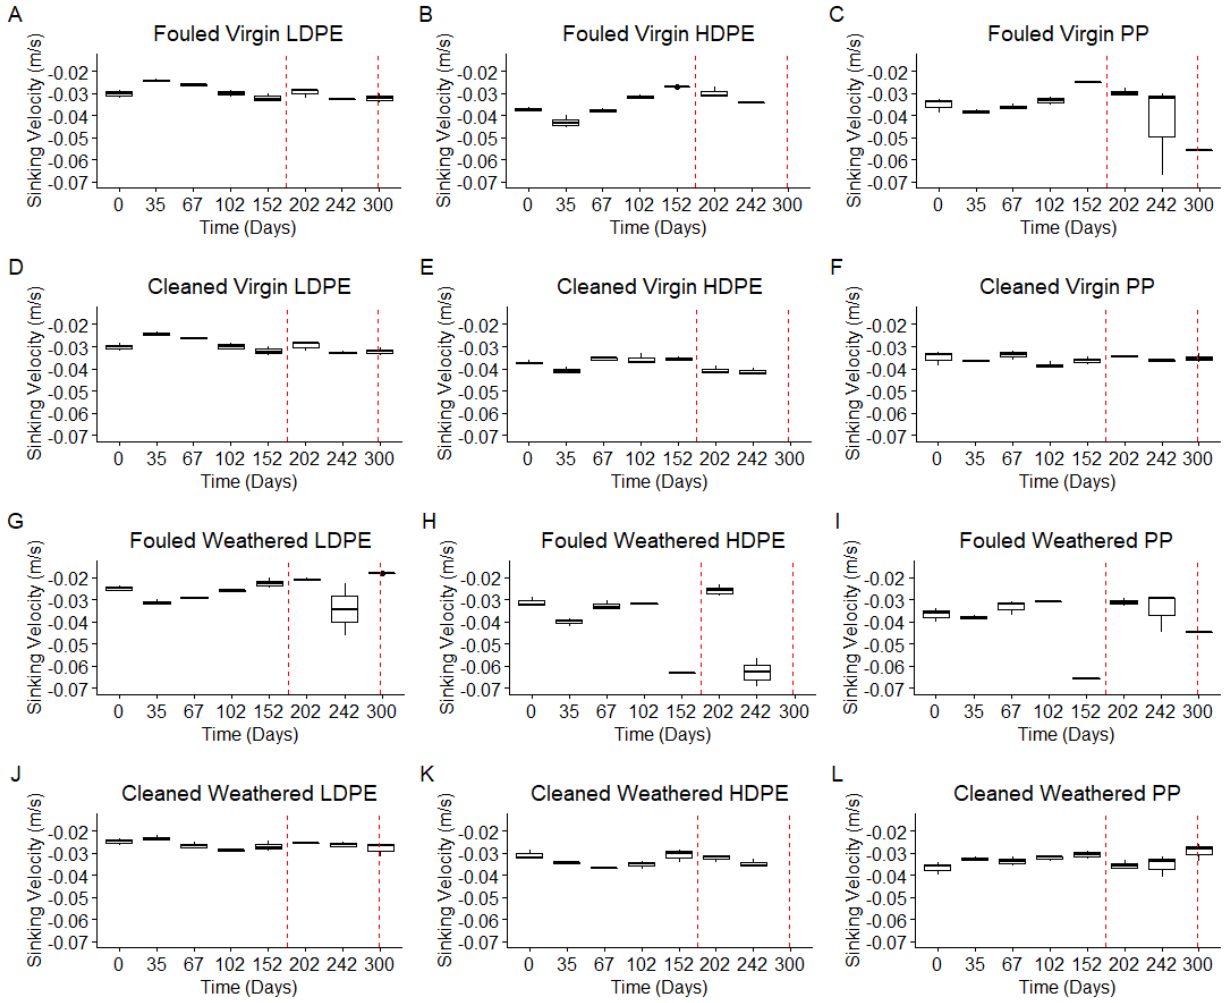 A
Fouled Virgin LDPE
Sinking Velocity (m/s)
-0.02
-0.03
-0.04
-0.05
-0.06
-0.07
0 35 67 102 152 202 242 300
Time (Days)
B
Fouled Virgin HDPE
Sinking Velocity (m/s)
-0.02
-0.03
-0.04
-0.05
-0.06
-0.07
0 35 67 102 152 202 242 300
Time (Days)
C
Fouled Virgin PP
Sinking Velocity (m/s)
-0.02
-0.03
-0.04
-0.05
-0.06
-0.07
0 35 67 102 152 202 242 300
Time (Days)
D
Cleaned Virgin LDPE
Sinking Velocity (m/s)
-0.02
-0.03
-0.04
-0.05
-0.06
-0.07
0 35 67 102 152 202 242 300
Time (Days)
E
Cleaned Virgin HDPE
Sinking Velocity (m/s)
-0.02
-0.03
-0.04
-0.05
-0.06
-0.07
0 35 67 102 152 202 242 300
Time (Days)
F
Cleaned Virgin PP
Sinking Velocity (m/s)
-0.02
-0.03
-0.04
-0.05
-0.06
-0.07
0 35 67 102 152 202 242 300
Time (Days)
G
Fouled Weathered LDPE
Sinking Velocity (m/s)
-0.02
-0.03
-0.04
-0.05
-0.06
-0.07
0 35 67 102 152 202 242 300
Time (Days)
H
Fouled Weathered HDPE
Sinking Velocity (m/s)
-0.02
-0.03
-0.04
-0.05
-0.06
-0.07
0 35 67 102 152 202 242 300
Time (Days)
I
Fouled Weathered PP
Sinking Velocity (m/s)
-0.02
-0.03
-0.04
-0.05
-0.06
-0.07
0 35 67 102 152 202 242 300
Time (Days)
J
Cleaned Weathered LDPE
Sinking Velocity (m/s)
-0.02
-0.03
-0.04
-0.05
-0.06
-0.07
0 35 67 102 152 202 242 300
Time (Days)
K
Cleaned Weathered HDPE
Sinking Velocity (m/s)
-0.02
-0.03
-0.04
-0.05
-0.06
-0.07
0 35 67 102 152 202 242 300
Time (Days)
L
Cleaned Weathered PP
Sinking Velocity (m/s)
-0.02
-0.03
-0.04
-0.05
-0.06
-0.07
0 35 67 102 152 202 242 300
Time (Days)